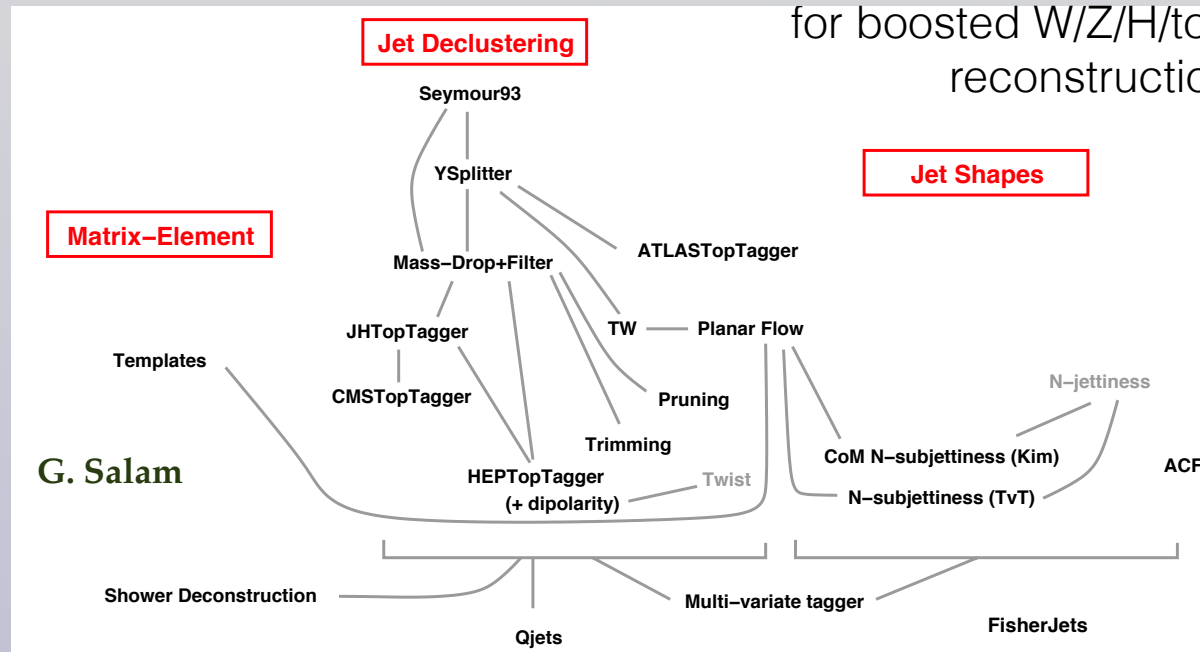 for boosted W/Z/H/to
reconstructio
Jet Declustering
Seymour93
YSplitter
Jet Shapes
Matrix−Element
ATLASTopTagger
Mass−Drop+Filter
JHTopTagger
TW
Planar Flow
Templates
N−jettiness
CMSTopTagger
Pruning
Trimming
CoM N−subjettiness (Kim)
ACF
G. Salam
HEPTopTagger
(+ dipolarity)
Twist
N−subjettiness (TvT)
Shower Deconstruction
Multi−variate tagger
Qjets
FisherJets